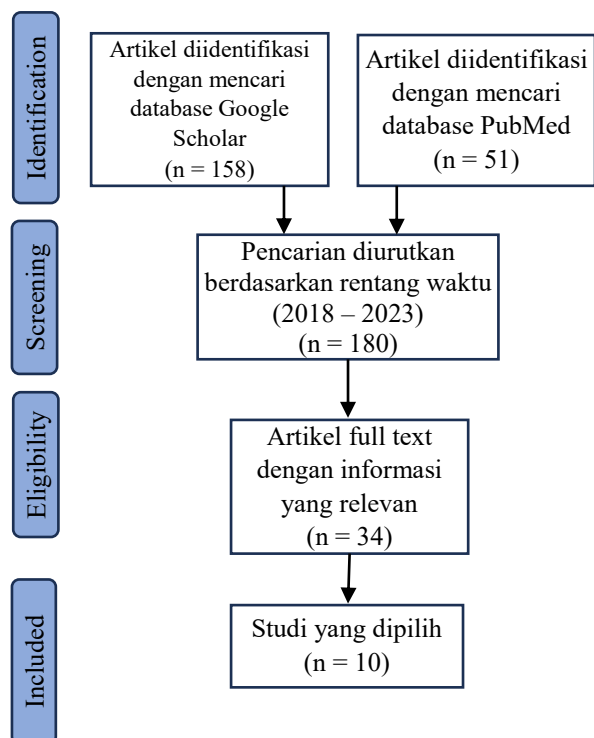 Identification
Artikel diidentifikasi
dengan mencari
database Google
Scholar
(n = 158)
Artikel diidentifikasi
dengan mencari
database PubMed
(n = 51)
Screening
Pencarian diurutkan
berdasarkan rentang waktu
(2018 – 2023)
(n = 180)
Eligibility
Artikel full text
dengan informasi
yang relevan
(n = 34)
Included
Studi yang dipilih
(n = 10)